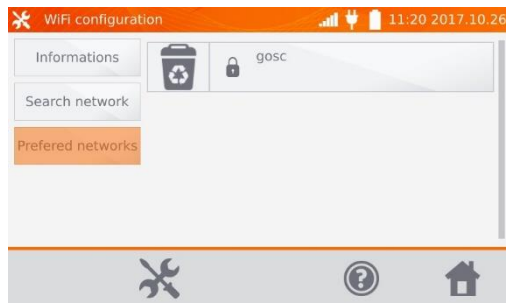 WiFi configuration 11:20 2017.10.26
Informations
gosc
Search network
Prefered networks